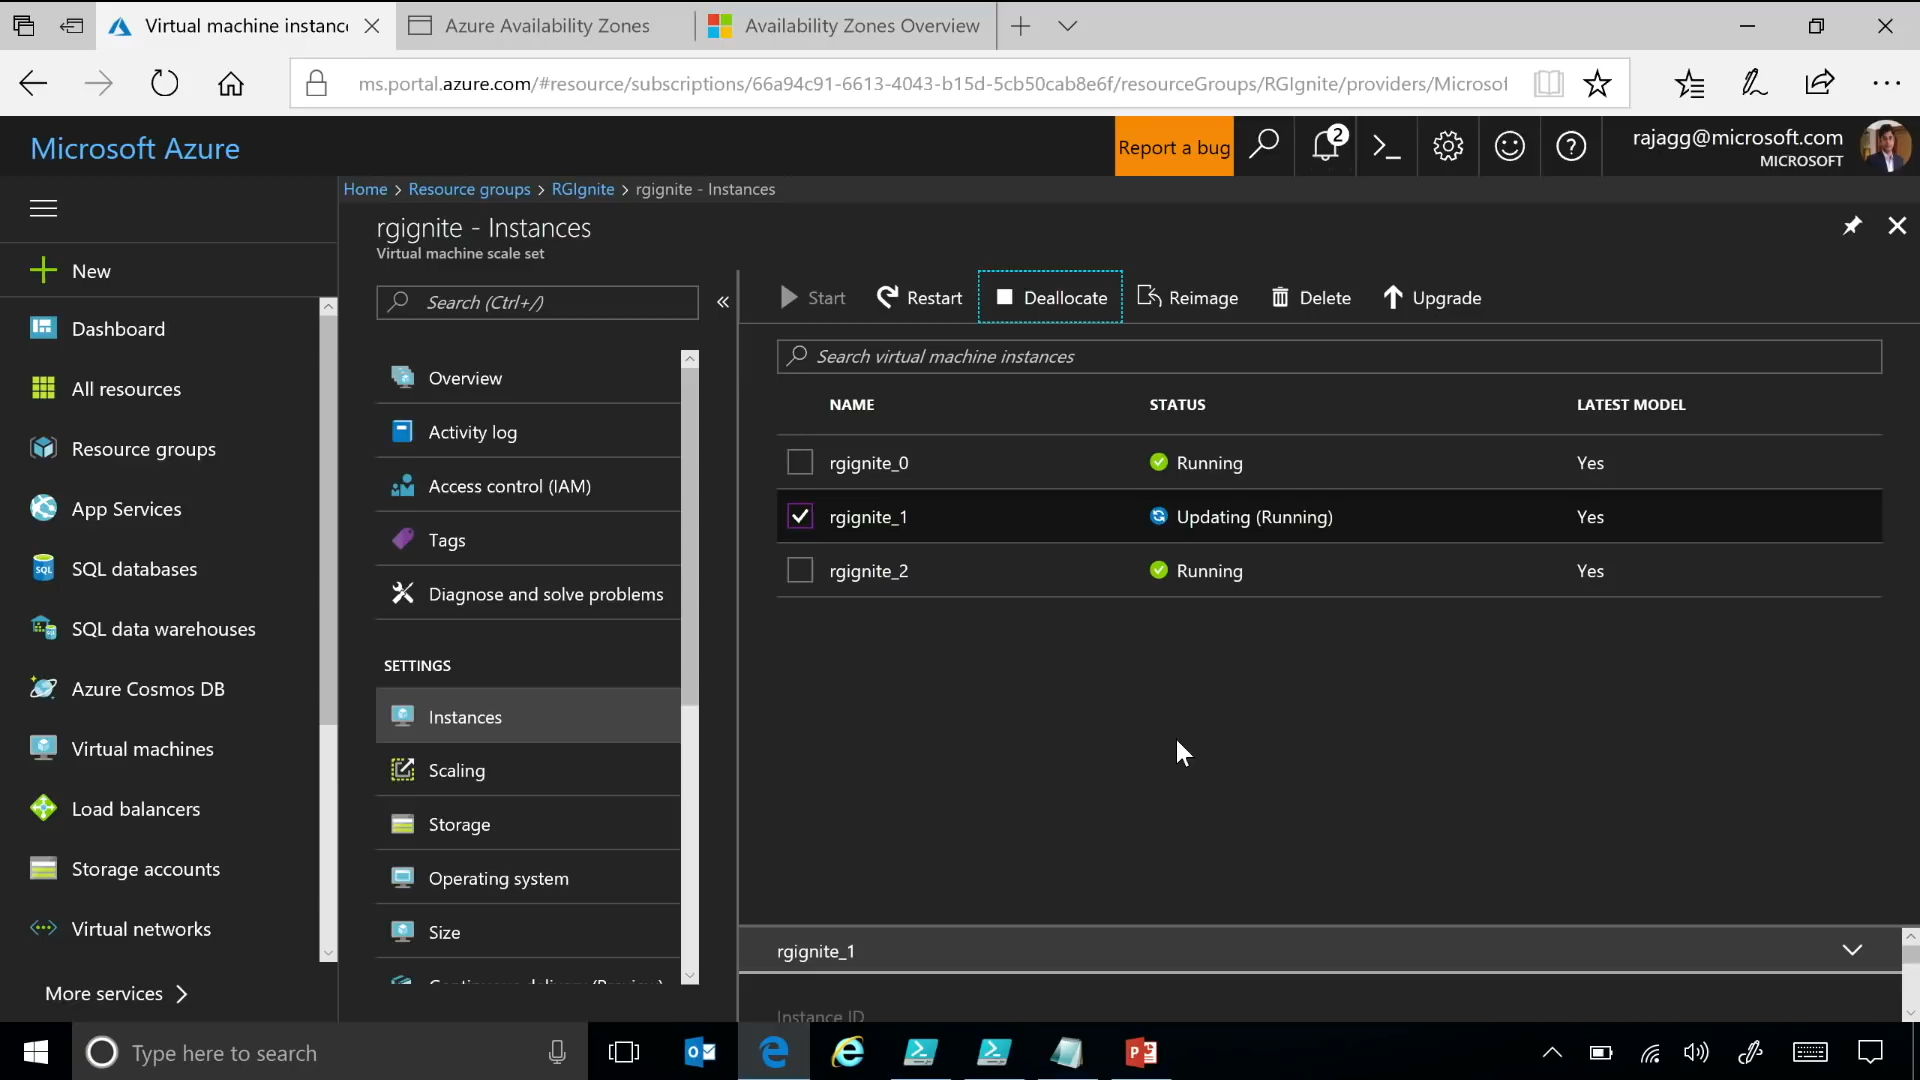 Virtual machine instanc
Azure Availability Zones
Availability Zones Overview
ms.portal.azure.com/#resource/subscriptions/66a94c91-6613-4043-b15d-5cb50cab8e6f/resourceGroups/RGIgnite/providers/Microsof
Microsoft Azure
Report a bug
2
rajagg@microsoft.com
MICROSOFT
Home > Resource groups > RGIgnite > rgignite - Instances
rgignite - Instances
Virtual machine scale set
New
Dashboard
All resources
Resource groups
App Services
SQL databases
SQL
SQL data warehouses
Azure Cosmos DB
Virtual machines
Load balancers
Storage accounts
Virtual networks
More services
Search (Ctrl+/)
Overview
Activity log
Access control (IAM)
Tags
Diagnose and solve problems
SETTINGS
Instances
Scaling
Storage
Operating system
Size
Continuous delivery (Preview)
Start
Restart
Deallocate
Reimage
Delete
Upgrade
Search virtual machine instances
NAME STATUS LATEST MODEL
rgignite_0 Running Yes
rgignite_1 Updating (Running) Yes
rgignite_2 Running Yes
rgignite_1
Instance ID
Type here to search